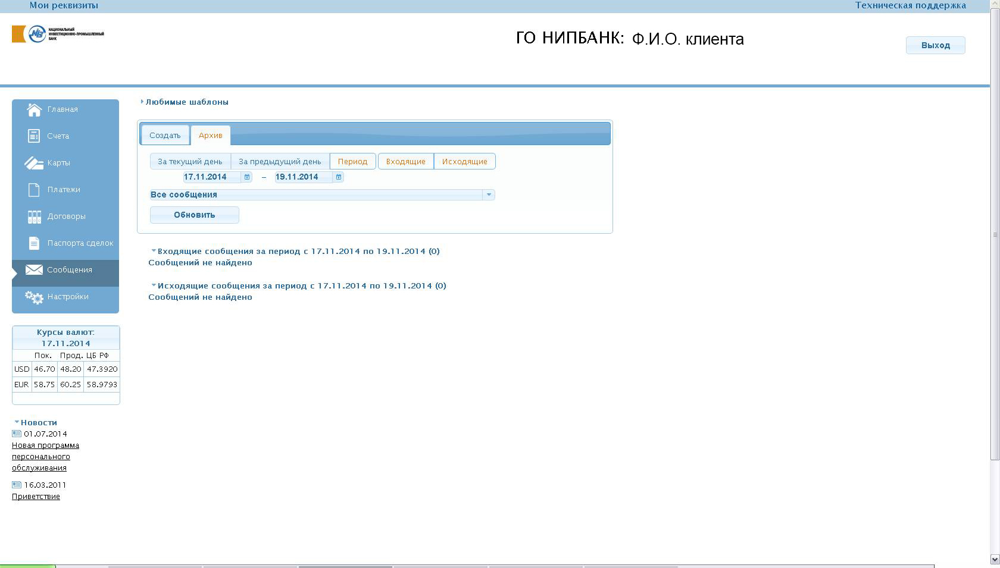 Мои реквизиты
Техническая поддержка
НАЦИОНАЛЬНЫЙ
ИНВЕСТИЦИОННО-ПРОМЫШЛЕННЫЙ
БАНК
ГО НИПБАНК: Ф.И.О. клиента
Выход
Главная
Счета
Карты
Платежи
Договоры
Паспорта сделок
Сообщения
Настройки
Курсы валют:
17.11.2014
Пок. Прод. ЦБ РФ
USD 46.70 48.20 47.3920
EUR 58.75 60.25 58.9793
Новости
01.07.2014
Новая программа
персонального
обслуживания
16.03.2011
Приветствие
Любимые шаблоны
Создать Архив
За текущий день За предыдущий день Период Входящие Исходящие
17.11.2014 – 19.11.2014
Все сообщения
Обновить
Входящие сообщения за период с 17.11.2014 по 19.11.2014 (0)
Сообщений не найдено
Исходящие сообщения за период с 17.11.2014 по 19.11.2014 (0)
Сообщений не найдено